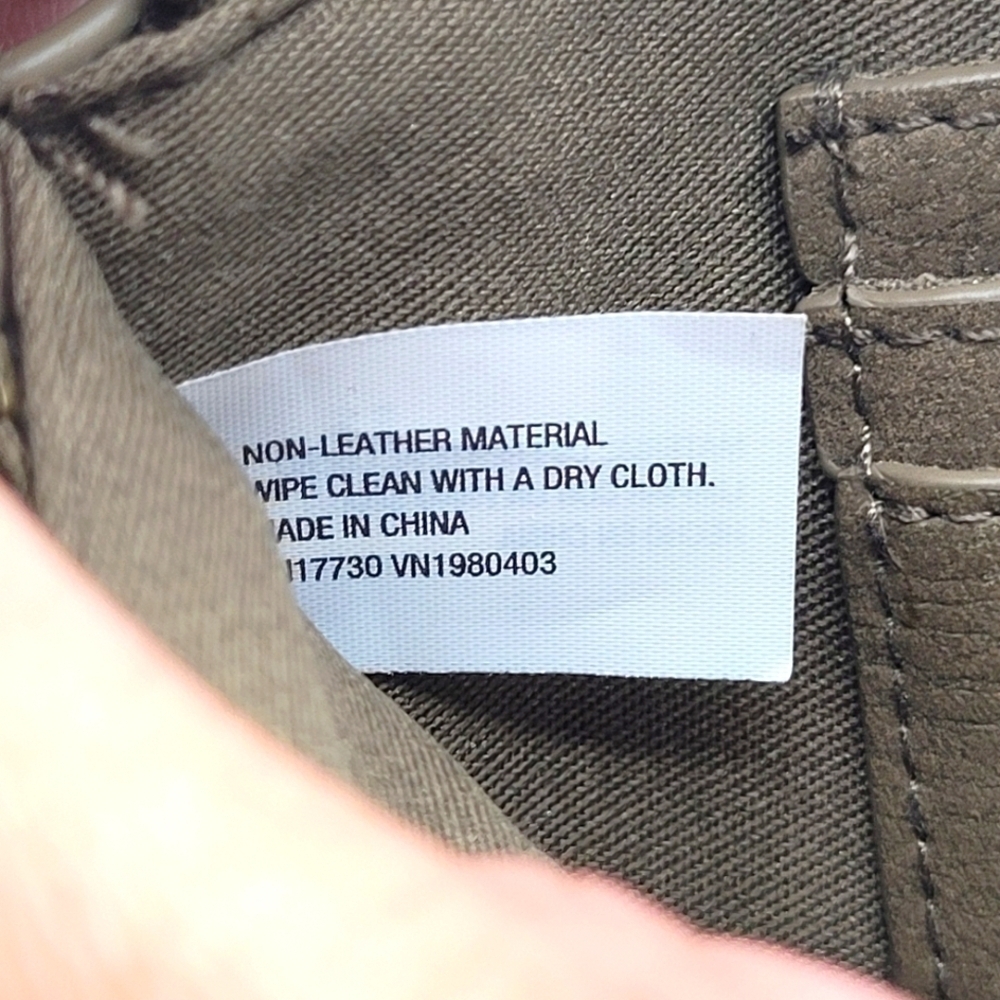 NON-LEATHER MATERIAL
WIPE CLEAN WITH A DRY CLOTH.
MADE IN CHINA
17730 VN1980403